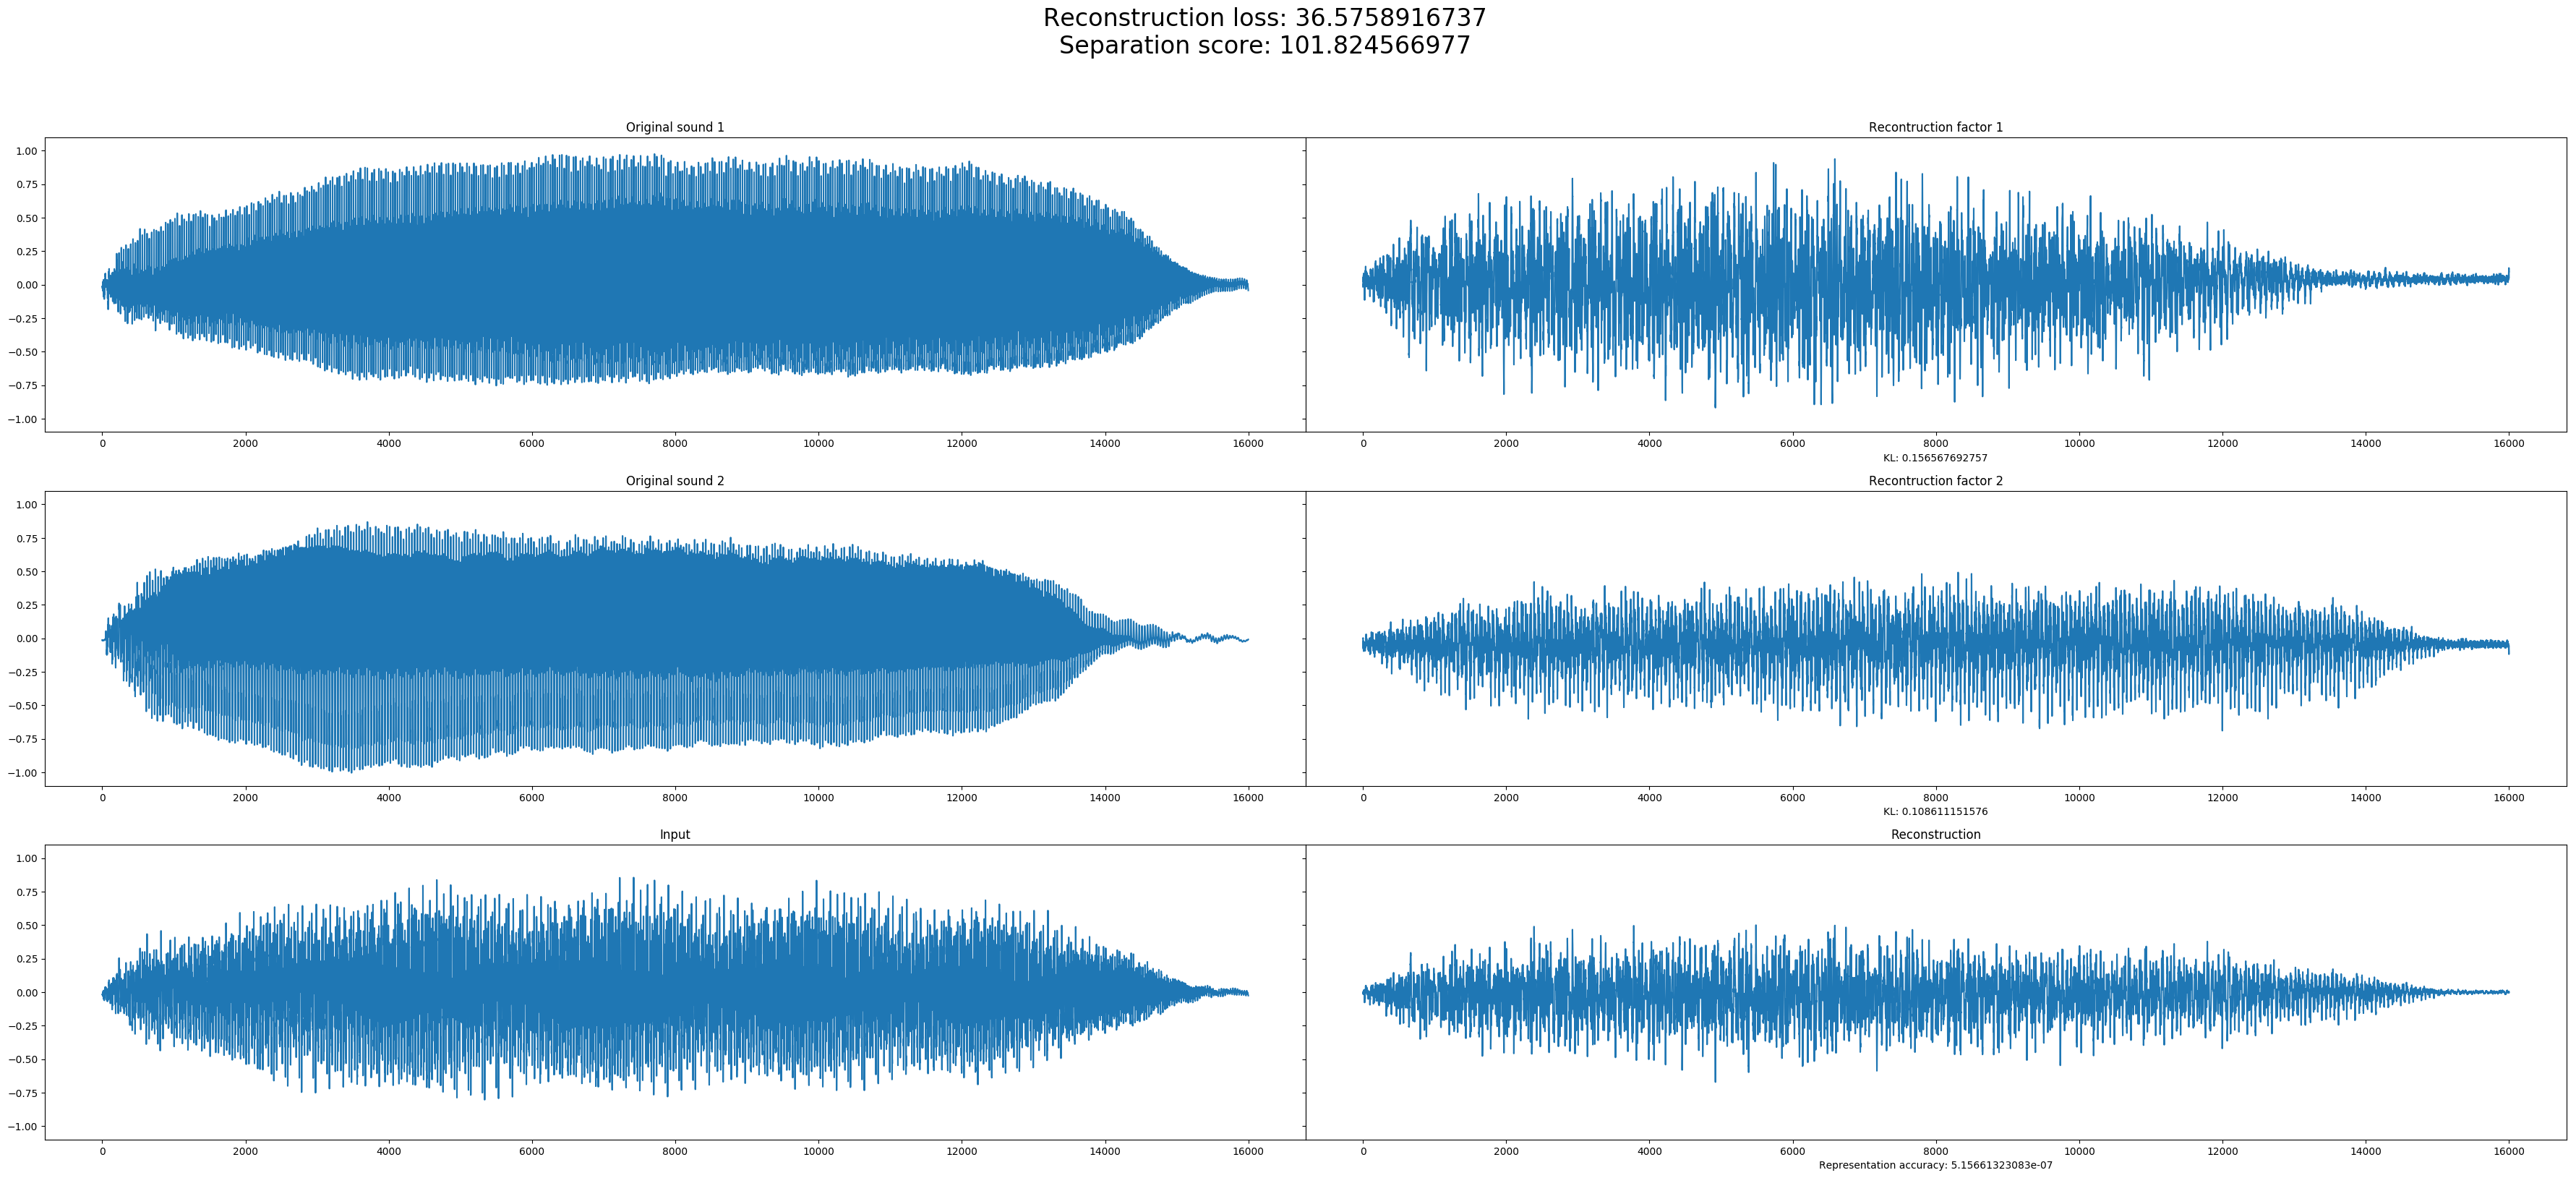 Reconstruction loss: 36.5758916737
Separation score: 101.824566977
Original sound 1
Recontruction factor 1
1.00
0.75
0.50
0.25
0.00
−0.25
−0.50
−0.75
−1.00
0 2000 4000 6000 8000 10000 12000 14000 16000
0 2000 4000 6000 8000 10000 12000 14000 16000
KL: 0.156567692757
Original sound 2
Recontruction factor 2
1.00
0.75
0.50
0.25
0.00
−0.25
−0.50
−0.75
−1.00
0 2000 4000 6000 8000 10000 12000 14000 16000
0 2000 4000 6000 8000 10000 12000 14000 16000
KL: 0.108611151576
Input
Reconstruction
1.00
0.75
0.50
0.25
0.00
−0.25
−0.50
−0.75
−1.00
0 2000 4000 6000 8000 10000 12000 14000 16000
0 2000 4000 6000 8000 10000 12000 14000 16000
Representation accuracy: 5.15661323083e-07